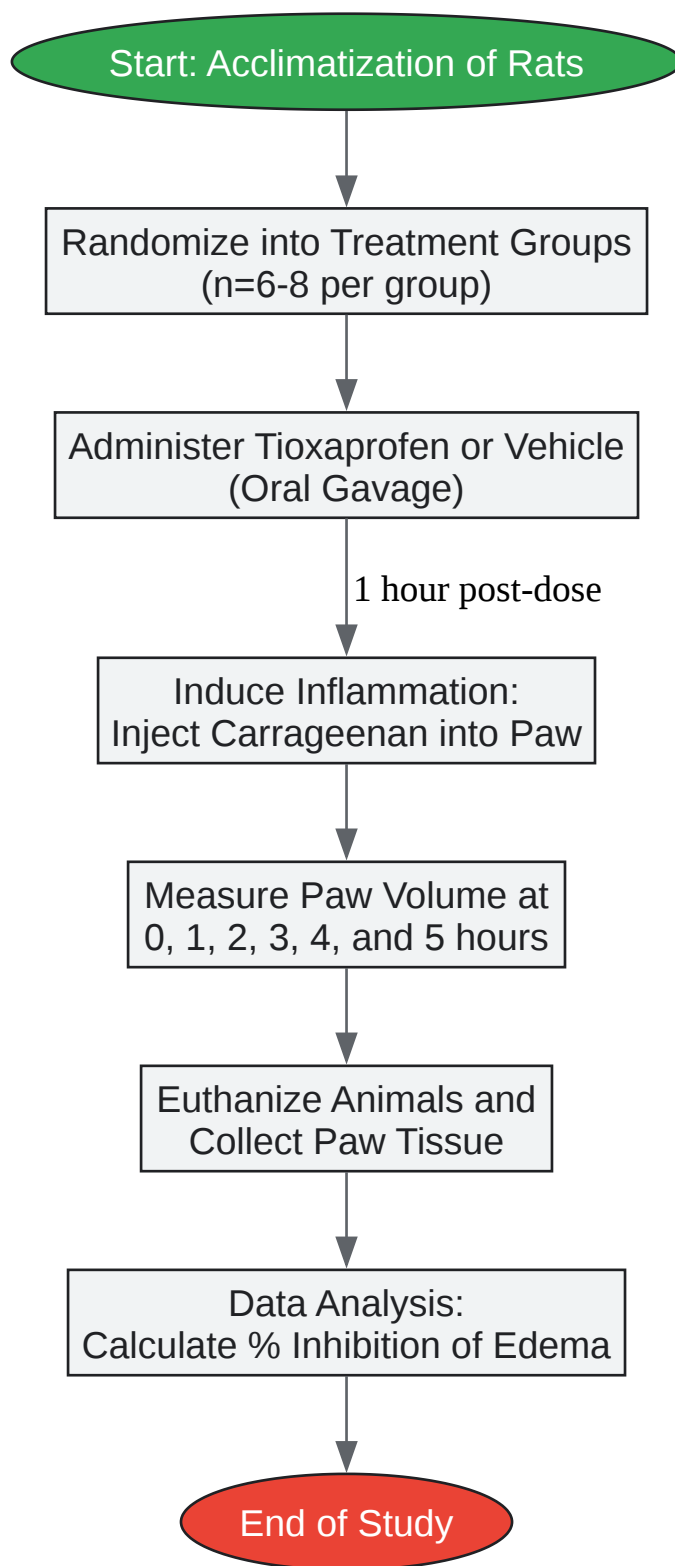 Start: Acclimatization of Rats
Randomize into Treatment Groups
(n=6-8 per group)
Administer Tioxaprofen or Vehicle
(Oral Gavage)
1 hour post-dose
Induce Inflammation:
Inject Carrageenan into Paw
Measure Paw Volume at
0, 1, 2, 3, 4, and 5 hours
Euthanize Animals and
Collect Paw Tissue
Data Analysis:
Calculate % Inhibition of Edema
End of Study